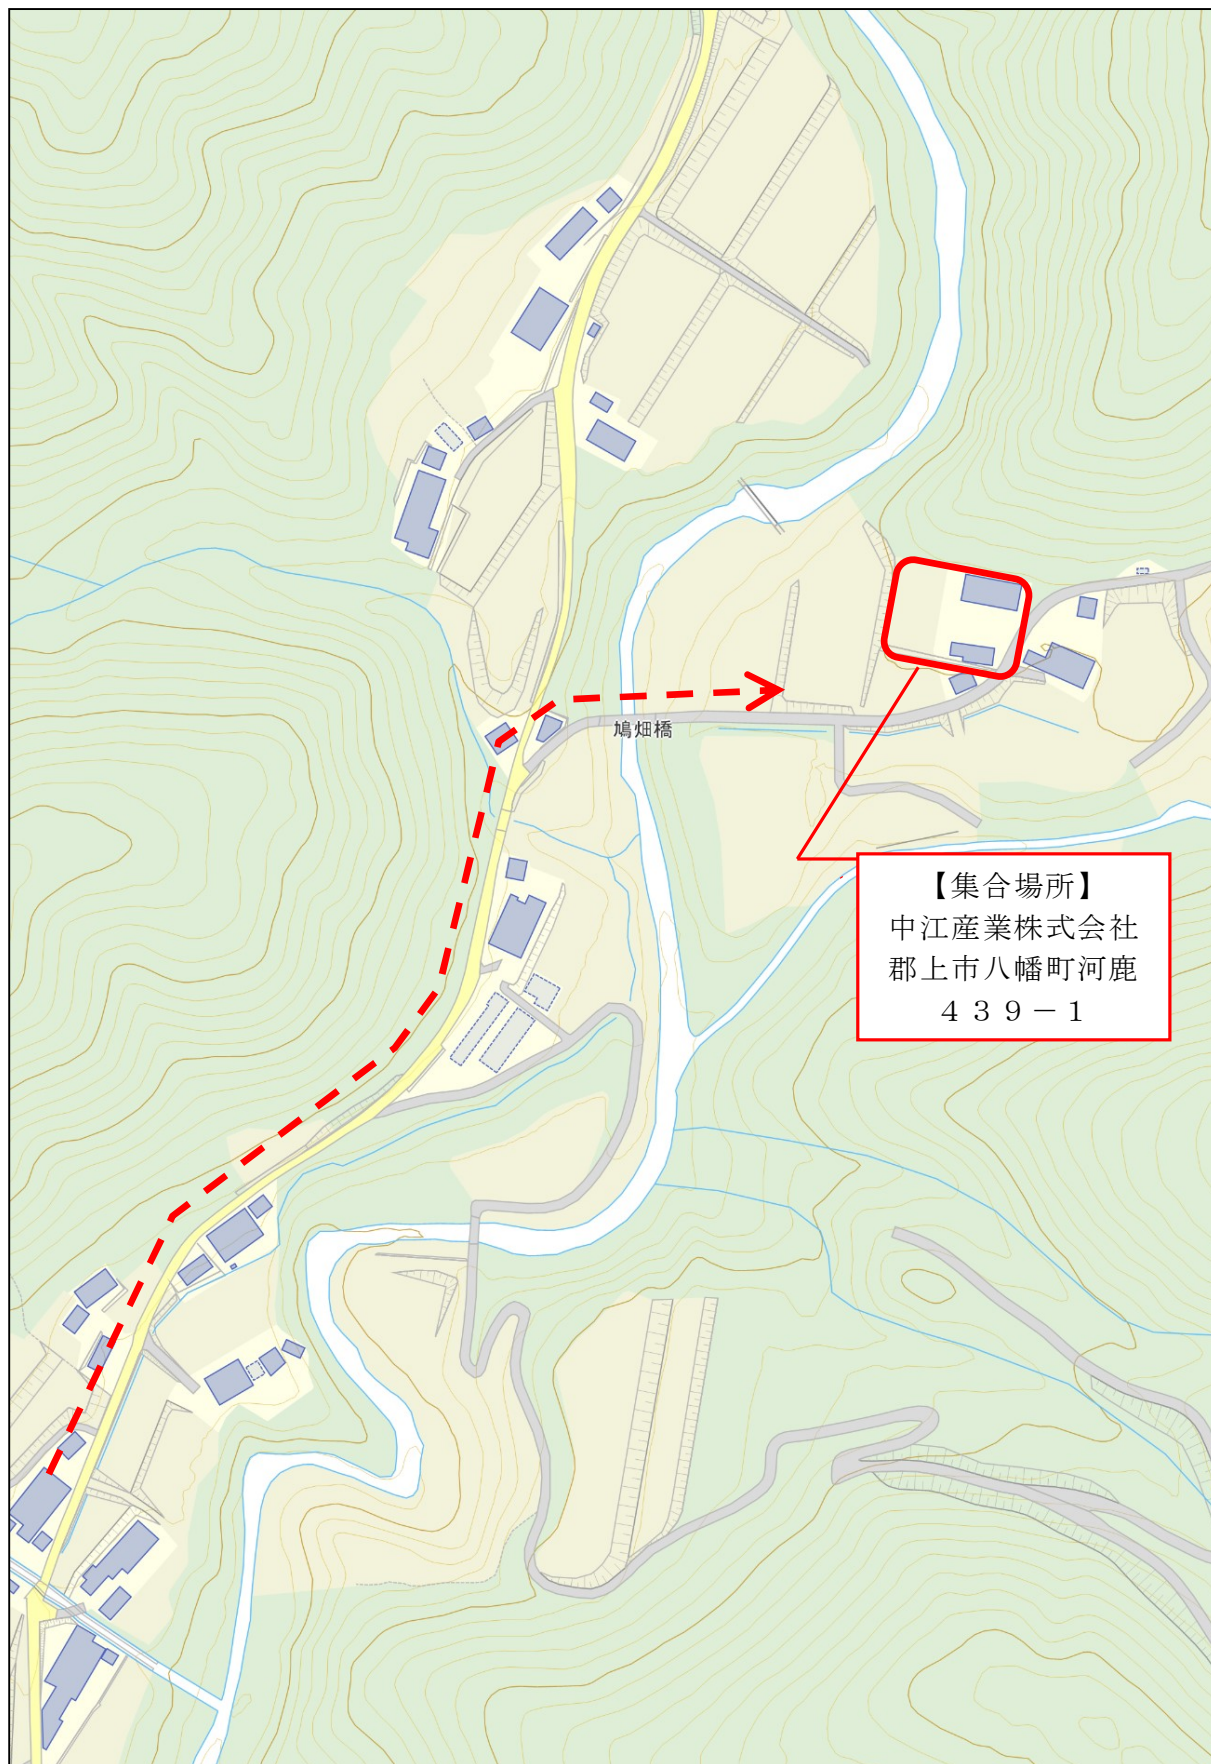 鳩畑橋
【集合場所】
中江産業株式会社
郡上市八幡町河鹿
４３９－１